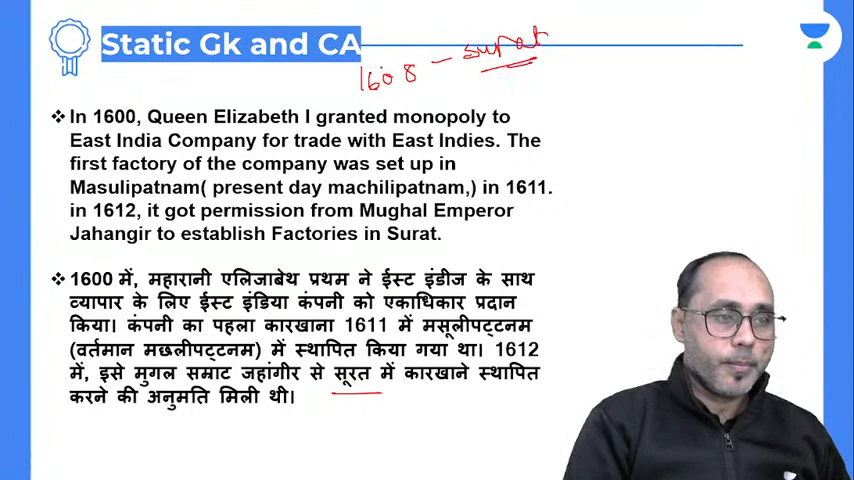 Static Gk and CA
1608 - Surat
❖ In 1600, Queen Elizabeth I granted monopoly to
East India Company for trade with East Indies. The
first factory of the company was set up in
Masulipatnam( present day machilipatnam,) in 1611.
in 1612, it got permission from Mughal Emperor
Jahangir to establish Factories in Surat.
❖ 1600 में, महारानी एलिजाबेथ प्रथम ने ईस्ट इंडीज के साथ
व्यापार के लिए ईस्ट इंडिया कंपनी को एकाधिकार प्रदान
किया। कंपनी का पहला कारखाना 1611 में मसूलीपट्टनम
(वर्तमान मछलीपट्टनम) में स्थापित किया गया था। 1612
में, इसे मुगल सम्राट जहांगीर से सूरत में कारखाने स्थापित
करने की अनुमति मिली थी।